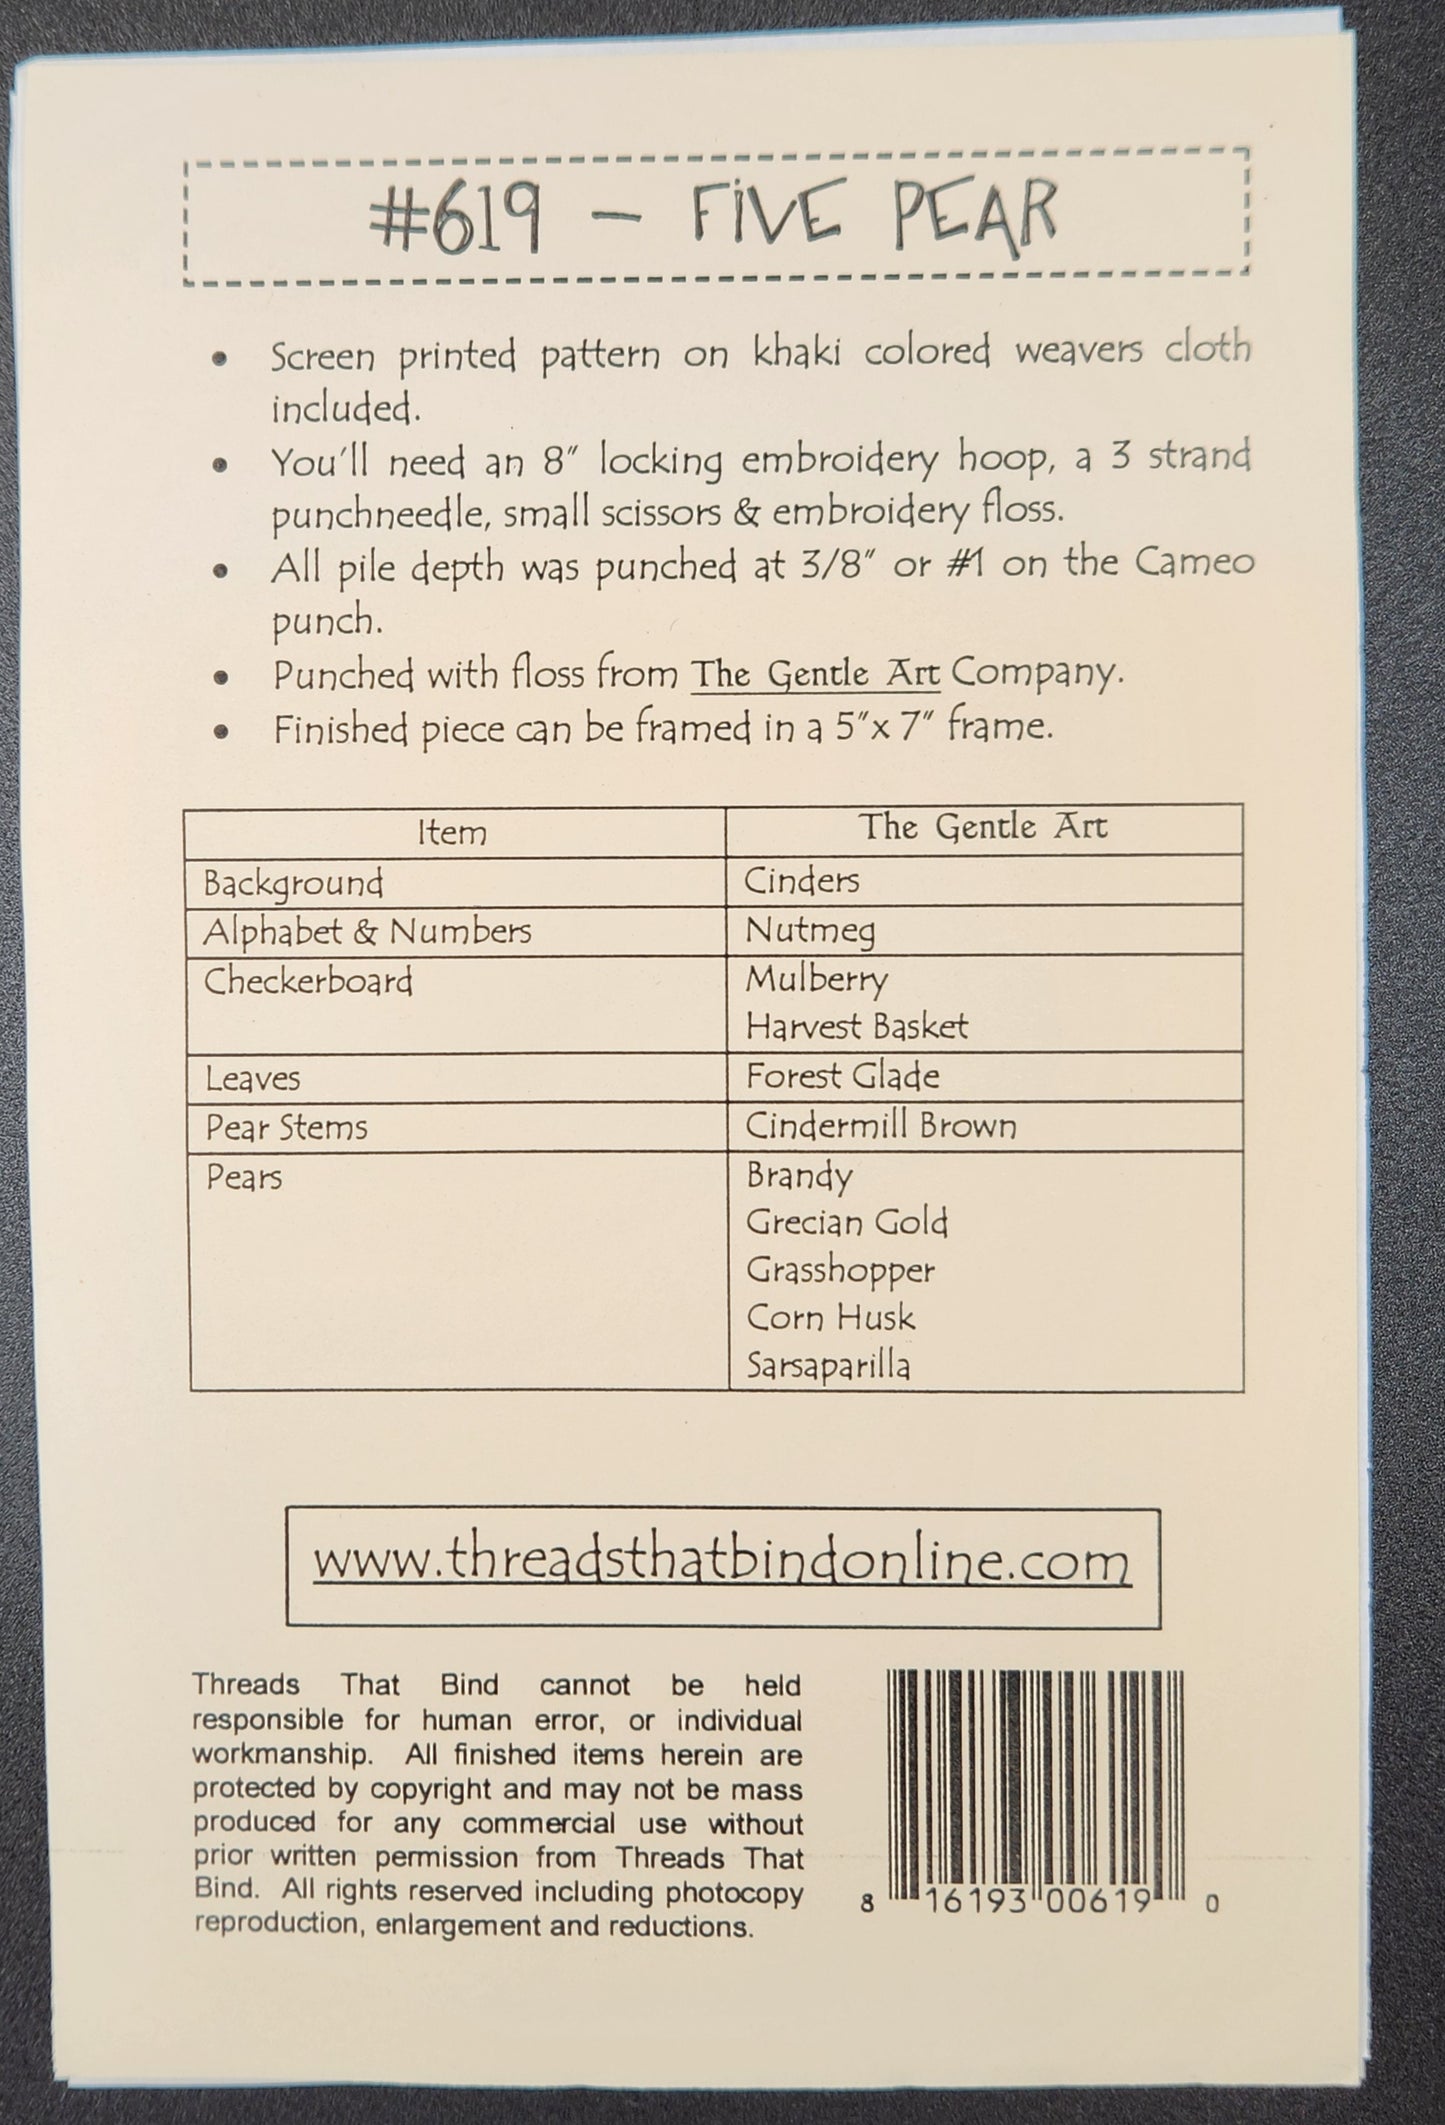 #619 – FIVE PEAR
• Screen printed pattern on khaki colored weavers cloth
included.
• You'll need an 8" locking embroidery hoop, a 3 strand
punchneedle, small scissors & embroidery floss.
• All pile depth was punched at 3/8" or #1 on the Cameo
punch.
• Punched with floss from The Gentle Art Company.
• Finished piece can be framed in a 5"x 7" frame.
Item The Gentle Art
Background Cinders
Alphabet & Numbers Nutmeg
Checkerboard Mulberry
Harvest Basket
Leaves Forest Glade
Pear Stems Cindermill Brown
Pears Brandy
Grecian Gold
Grasshopper
Corn Husk
Sarsaparilla
www.threadsthatbindonline.com
Threads That Bind cannot be held
responsible for human error, or individual
workmanship. All finished items herein are
protected by copyright and may not be mass
produced for any commercial use without
prior written permission from Threads That
Bind. All rights reserved including photocopy
reproduction, enlargement and reductions.
8 16193 00619 0